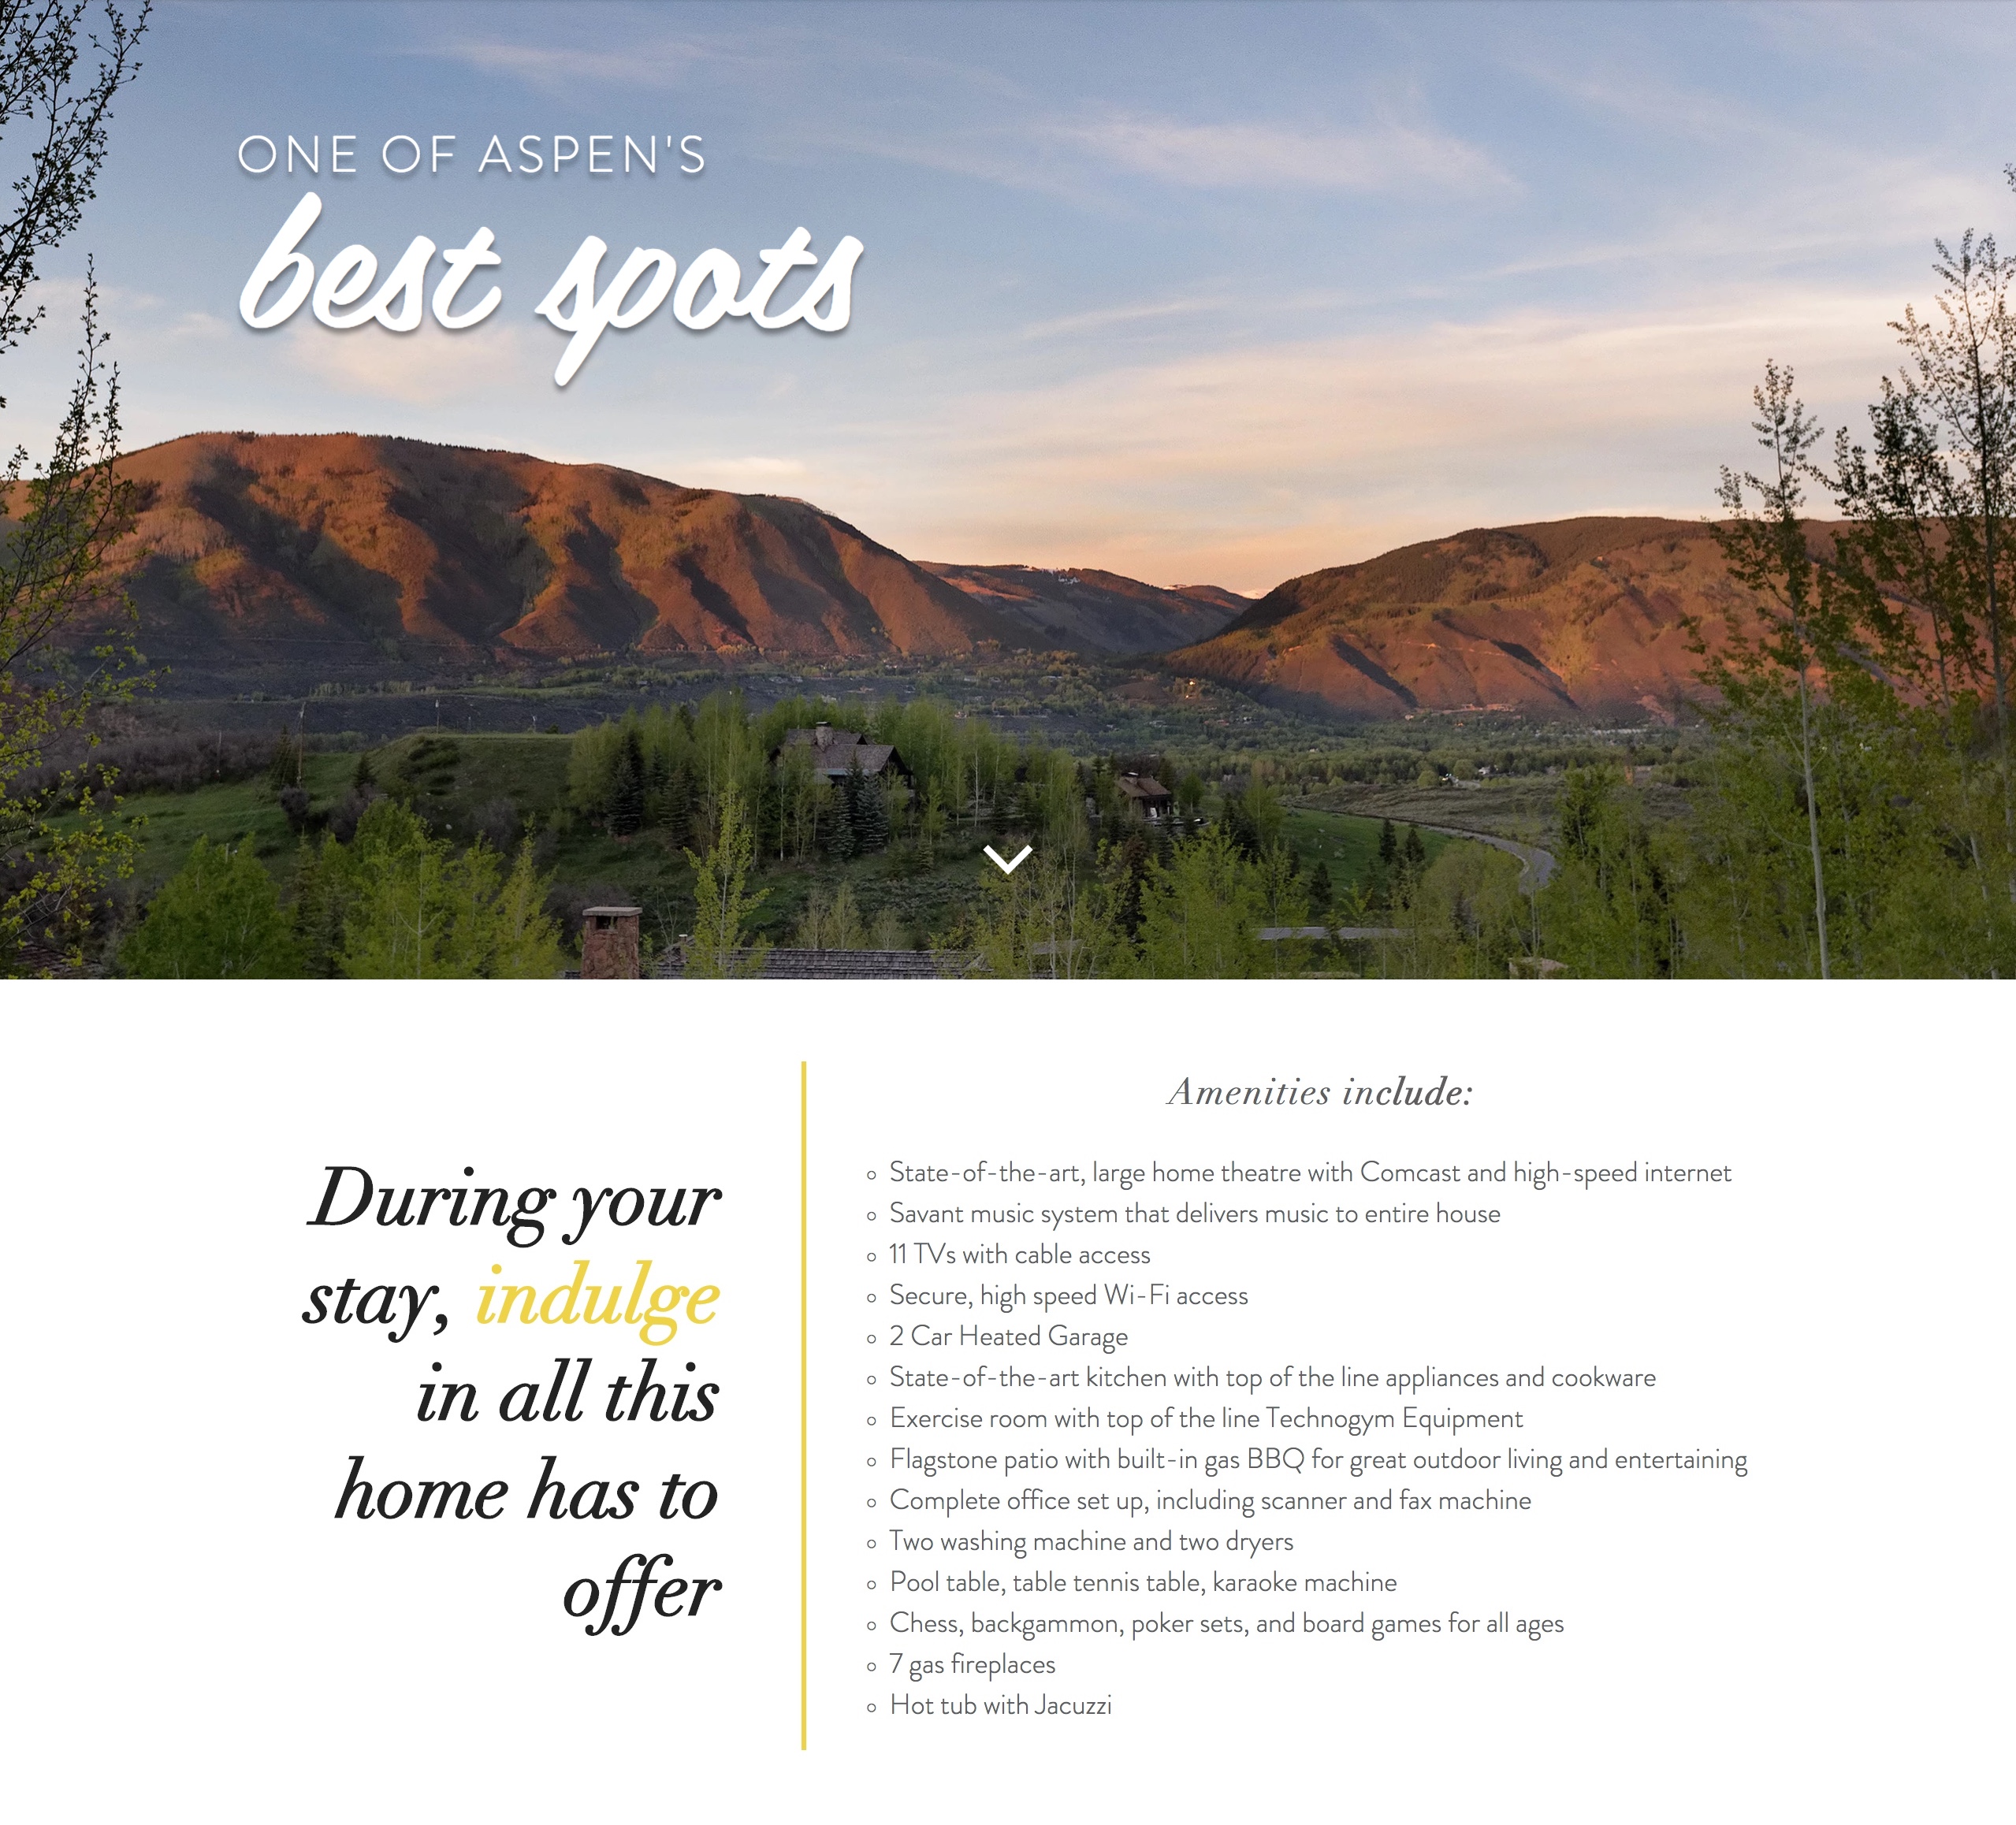 ONE OF ASPEN'S
best spots
During your
stay, indulge
in all this
home has to
offer
Amenities include:
State-of-the-art, large home theatre with Comcast and high-speed internet
Savant music system that delivers music to entire house
11 TVs with cable access
Secure, high speed Wi-Fi access
2 Car Heated Garage
State-of-the-art kitchen with top of the line appliances and cookware
Exercise room with top of the line Technogym Equipment
Flagstone patio with built-in gas BBQ for great outdoor living and entertaining
Complete office set up, including scanner and fax machine
Two washing machine and two dryers
Pool table, table tennis table, karaoke machine
Chess, backgammon, poker sets, and board games for all ages
7 gas fireplaces
Hot tub with Jacuzzi